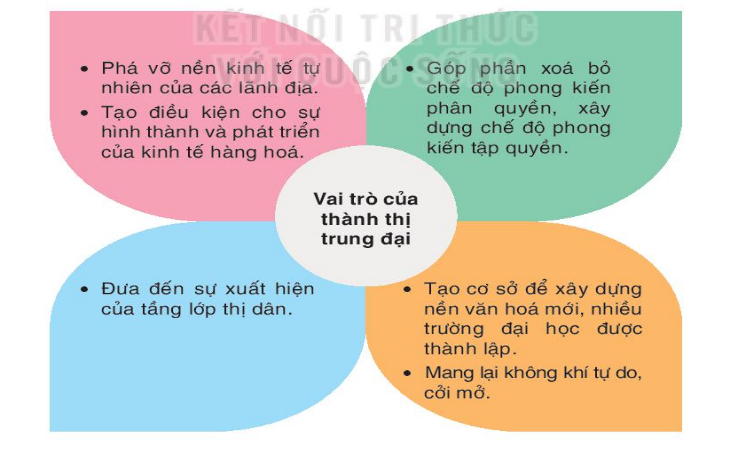 KẾT NỐI TRI THỨC
VỚI CUỘC SỐNG
• Phá vỡ nền kinh tế tự
nhiên của các lãnh địa.
• Tạo điều kiện cho sự
hình thành và phát triển
của kinh tế hàng hoá.
• Góp phần xoá bỏ
chế độ phong kiến
phân quyền, xây
dựng chế độ phong
kiến tập quyền.
Vai trò của
thành thị
trung đại
• Đưa đến sự xuất hiện
của tầng lớp thị dân.
• Tạo cơ sở để xây dựng
nền văn hoá mới, nhiều
trường đại học được
thành lập.
• Mang lại không khí tự do,
cởi mở.